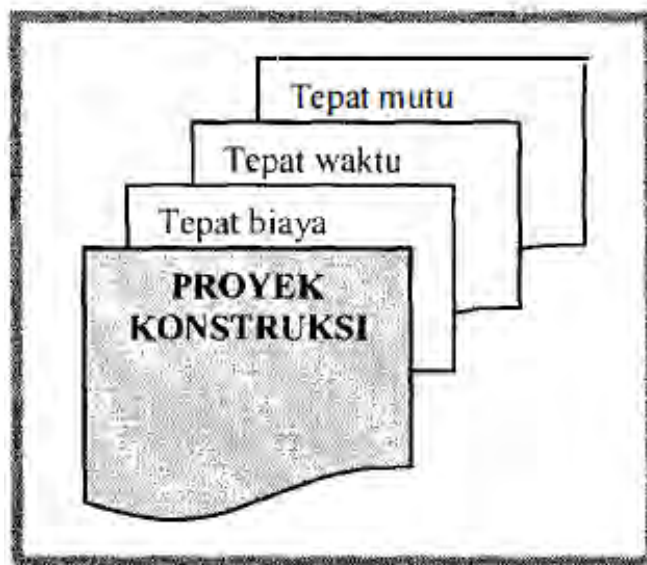 Tepat mutu
Tepat waktu
Tepat biaya
PROYEK
KONSTRUKSI